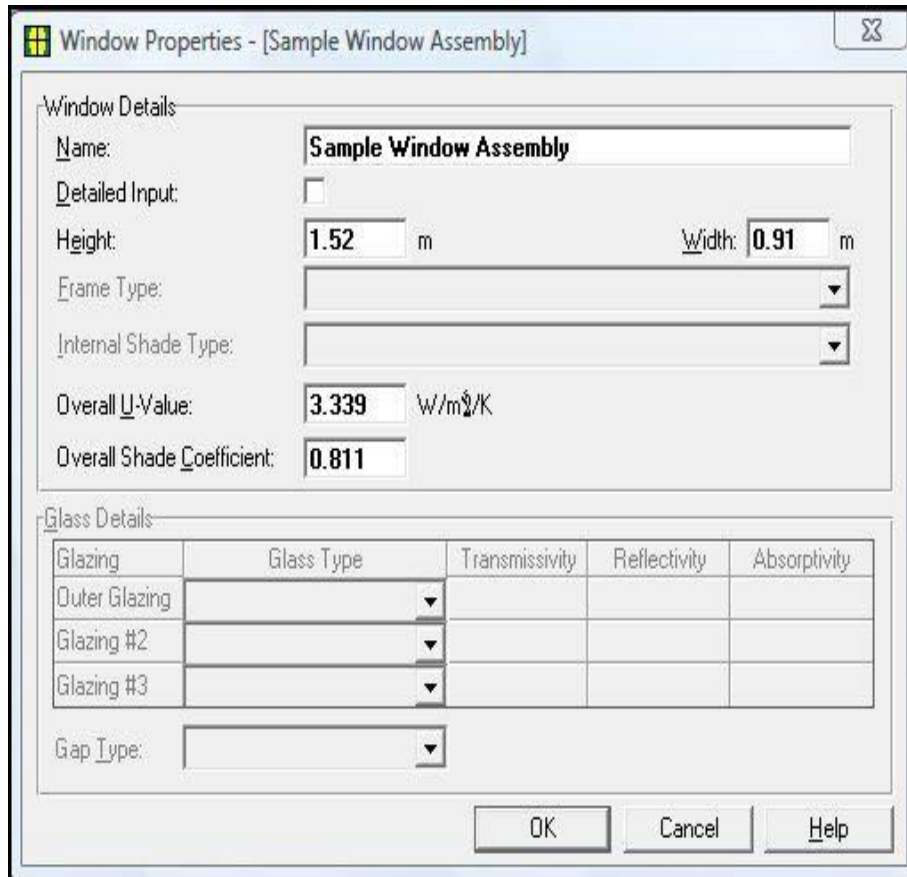 Window Properties - [Sample Window Assembly]
Window Details
Name: Sample Window Assembly
Detailed Input:
Height: 1.52 m Width: 0.91 m
Frame Type:
Internal Shade Type:
Overall U-Value: 3.339 W/m²/K
Overall Shade Coefficient: 0.811
Glass Details
Glazing Glass Type Transmissivity Reflectivity Absorptivity
Outer Glazing
Glazing #2
Glazing #3
Gap Type:
OK Cancel Help